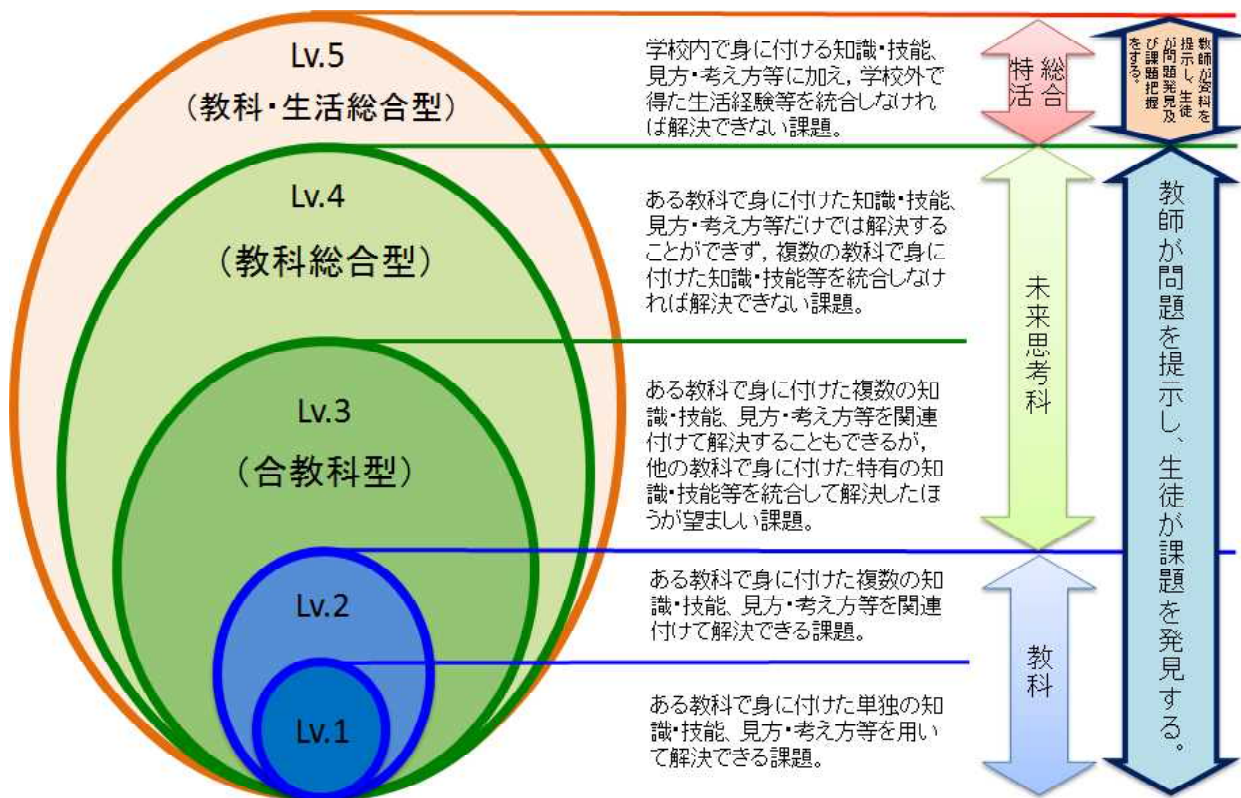 Lv.5
(教科・生活総合型)
学校内で身に付ける知識・技能、
見方・考え方等に加え，学校外で
得た生活経験等を統合しなけれ
ば解決できない課題。
総合
特活
教師が資料を
提示し、生徒
が問題発見及
び課題把握
をする。
Lv.4
（教科総合型）
ある教科で身に付けた知識・技能、
見方・考え方等だけでは解決する
ことができず，複数の教科で身に
付けた知識・技能等を統合しなけ
れば解決できない課題。
未来思考科
教師が問題を提示し、生徒が課題を発見する。
Lv.3
（合教科型）
ある教科で身に付けた複数の知
識・技能、見方・考え方等を関連
付けて解決することもできるが，
他の教科で身に付けた特有の知
識・技能等を統合して解決したほ
うが望ましい課題。
Lv.2
ある教科で身に付けた複数の知
識・技能、見方・考え方等を関連
付けて解決できる課題。
教科
Lv.1
ある教科で身に付けた単独の知
識・技能、見方・考え方等を用い
て解決できる課題。